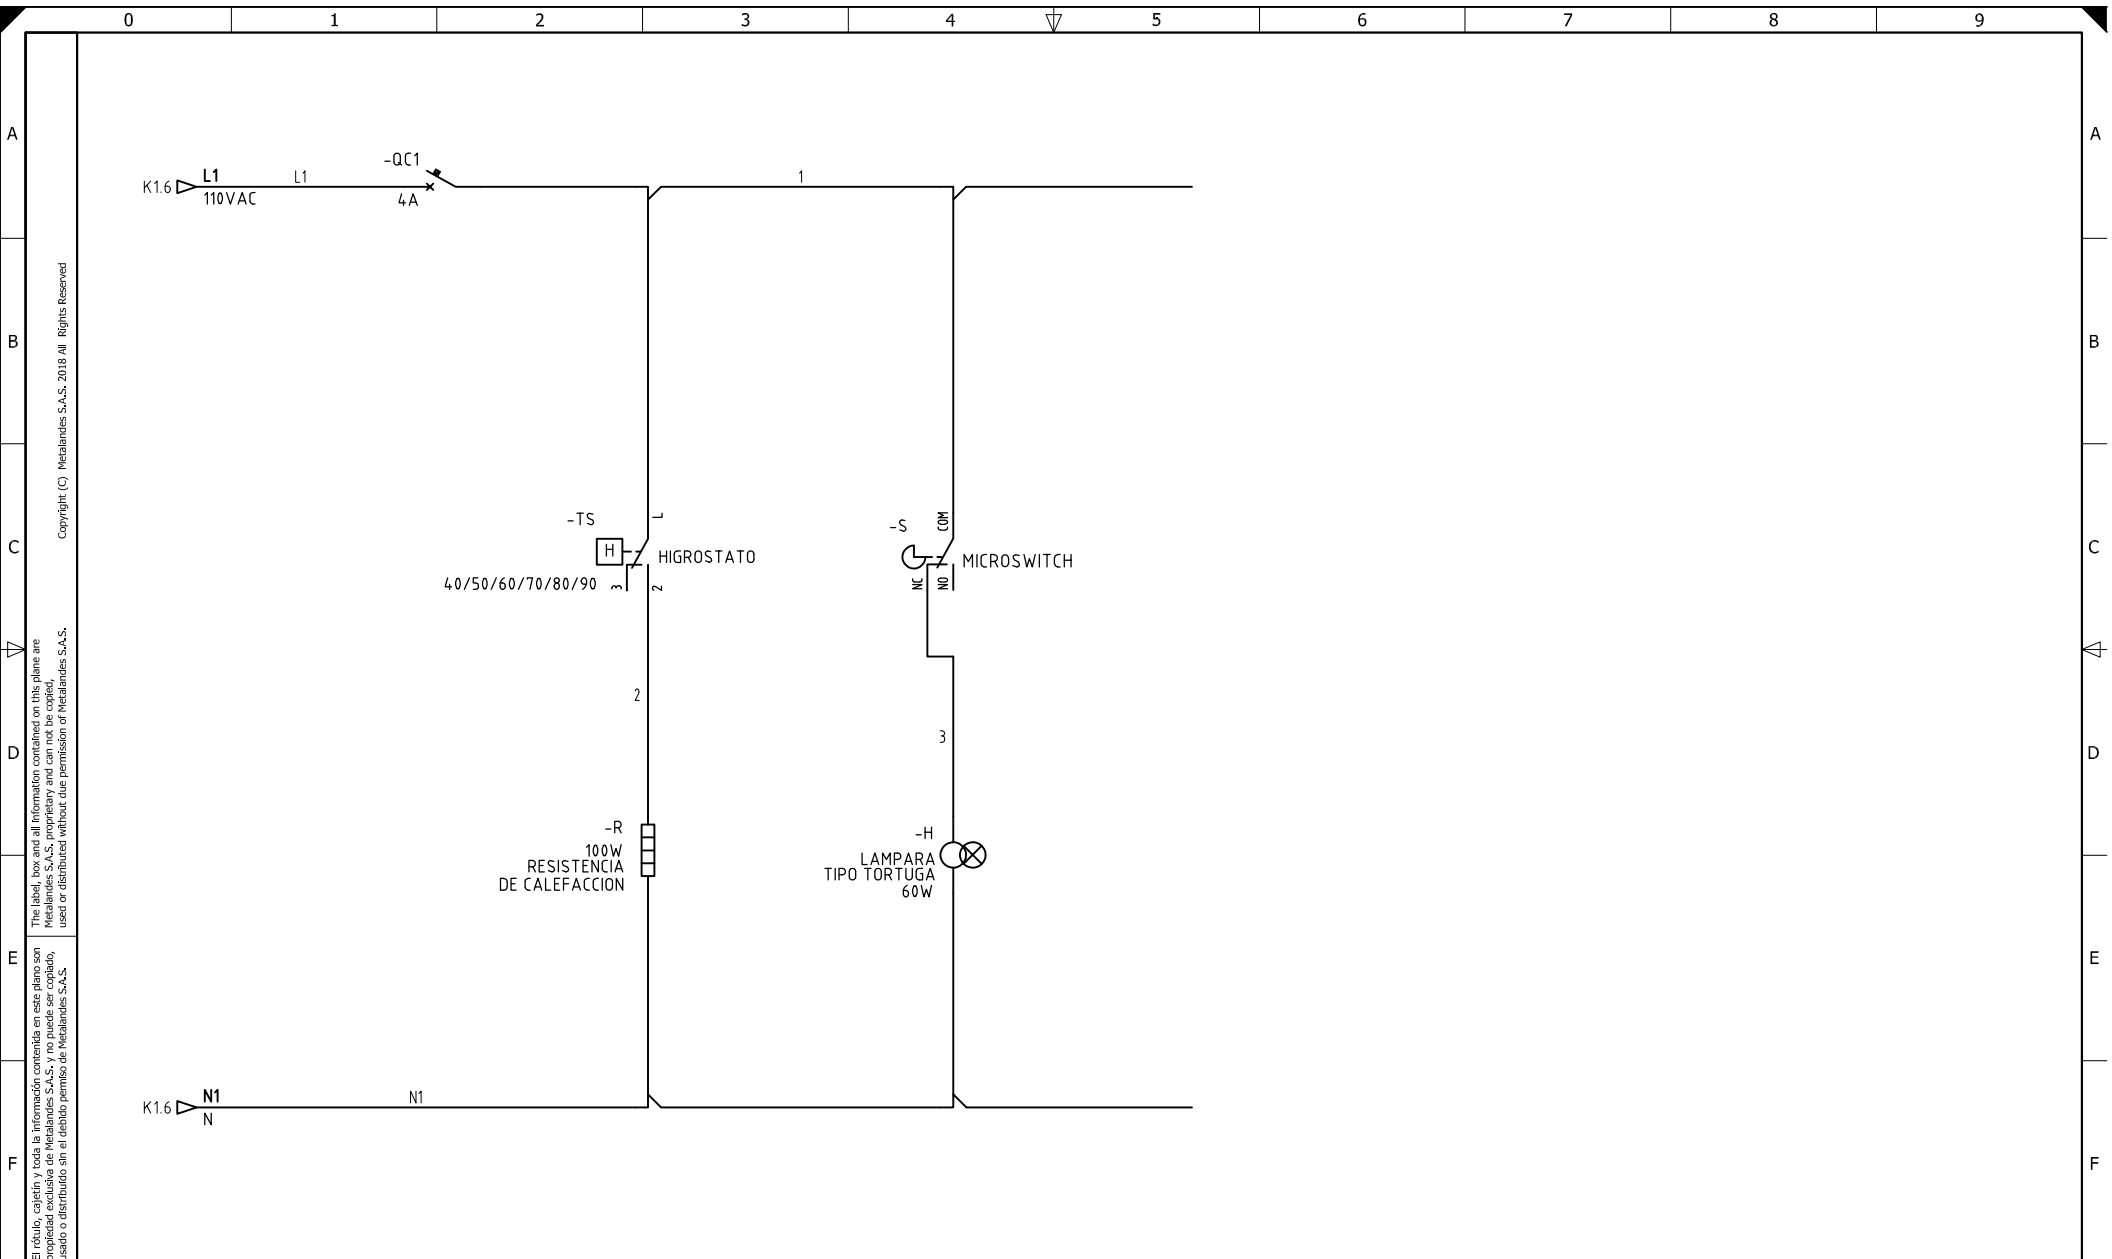 0 1 2 3 4 5 6 7 8 9
A A
-QC1
K1.6 L1 L1 1
110VAC 4A
B B
-TS L
H HIGROSTATO
40/50/60/70/80/90 3 2
-S COM
MICROSWITCH
NC NO
C C
2
3
D D
-R
100W
RESISTENCIA
DE CALEFACCION
-H
LAMPARA
TIPO TORTUGA
60W
E E
K1.6 N1 N1
N
F F
Copyright (C) Metalandes S.A.S. 2018 All Rights Reserved
The label, box and all information contained on this plane are
Metalandes S.A.S. proprietary and can not be copied,
used or distributed without due permission of Metalandes S.A.S.
El rótulo, cajetín y toda la información contenida en este plano son
propiedad exclusiva de Metalandes S.A.S. y no puede ser copiado,
usado o distribuido sin el debido permiso de Metalandes S.A.S.